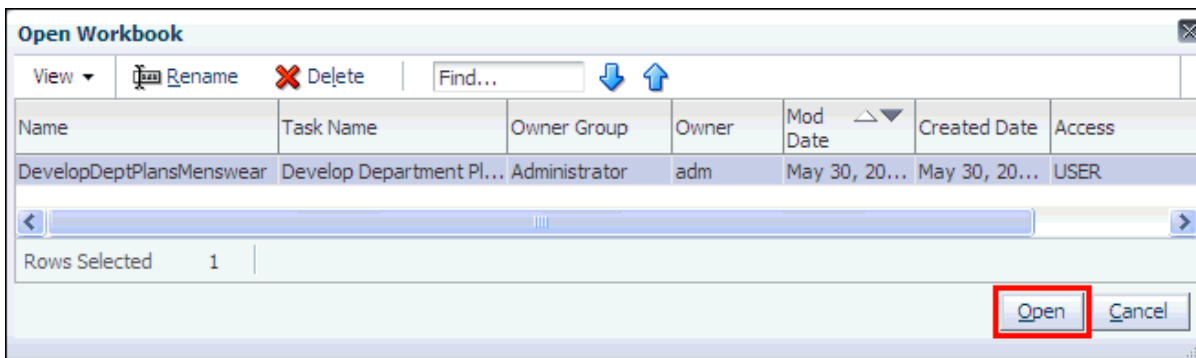 Open Workbook
View Rename Delete Find...
Name Task Name Owner Group Owner Mod Date Created Date Access
DevelopDeptPlansMenswear Develop Department Pl... Administrator adm May 30, 20... May 30, 20... USER
Rows Selected 1
Open Cancel